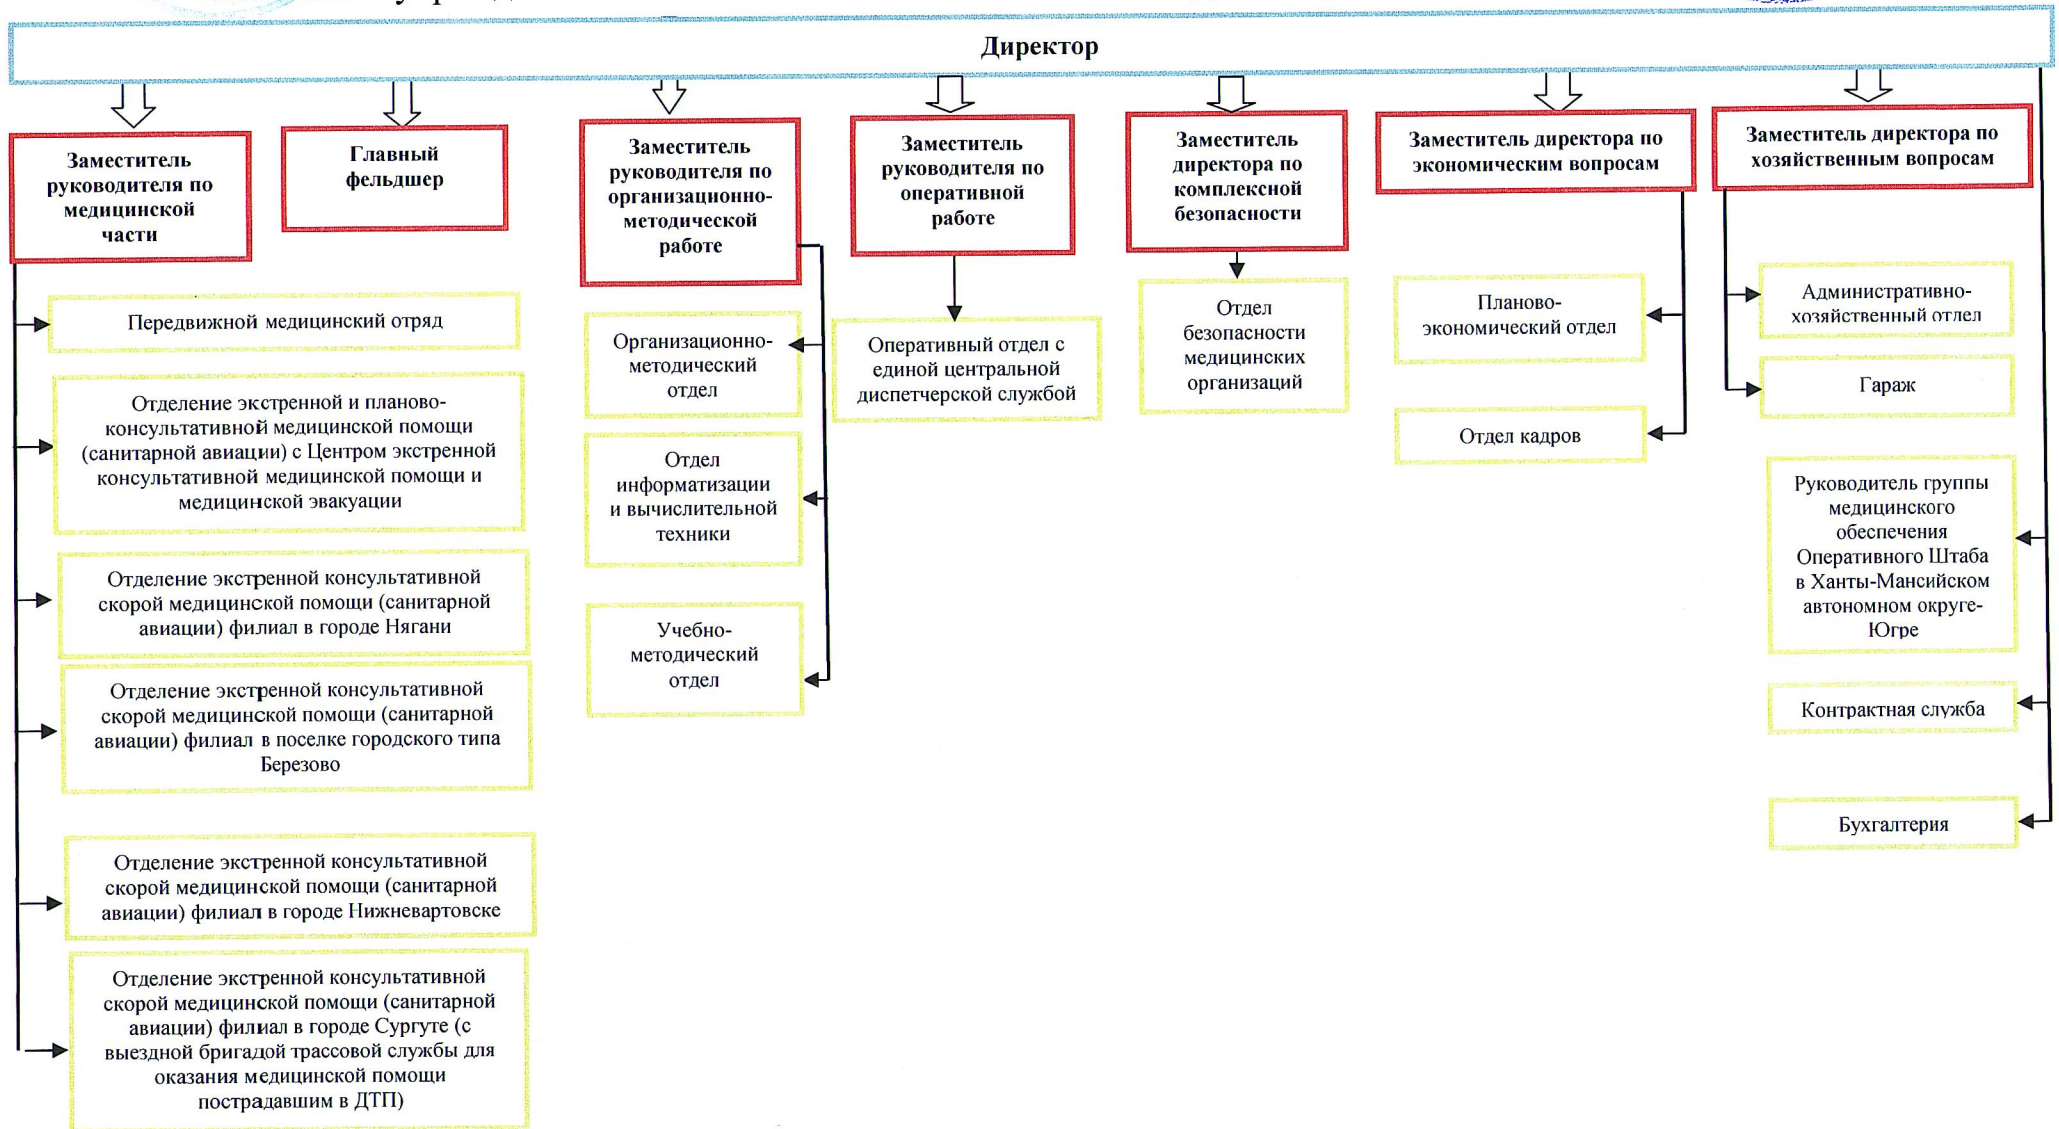 Директор
Заместитель
руководителя по
медицинской
части
Главный
фельдшер
Заместитель
руководителя по
организационно-
методической
работе
Заместитель
руководителя по
оперативной
работе
Заместитель
директора по
комплексной
безопасности
Заместитель директора по
экономическим вопросам
Заместитель директора по
хозяйственным вопросам
Передвижной медицинский отряд
Отделение экстренной и планово-
консультативной медицинской помощи
(санитарной авиации) с Центром экстренной
консультативной медицинской помощи и
медицинской эвакуации
Отделение экстренной консультативной
скорой медицинской помощи (санитарной
авиации) филиал в городе Нягани
Отделение экстренной консультативной
скорой медицинской помощи (санитарной
авиации) филиал в поселке городского типа
Березово
Отделение экстренной консультативной
скорой медицинской помощи (санитарной
авиации) филиал в городе Нижневартовске
Отделение экстренной консультативной
скорой медицинской помощи (санитарной
авиации) филиал в городе Сургуте (с
выездной бригадой трассовой службы для
оказания медицинской помощи
пострадавшим в ДТП)
Организационно-
методический
отдел
Отдел
информатизации
и вычислительной
техники
Учебно-
методический
отдел
Оперативный отдел с
единой центральной
диспетчерской службой
Отдел
безопасности
медицинских
организаций
Планово-
экономический отдел
Отдел кадров
Административно-
хозяйственный отдел
Гараж
Руководитель группы
медицинского
обеспечения
Оперативного Штаба
в Ханты-Мансийском
автономном округе-
Югре
Контрактная служба
Бухгалтерия